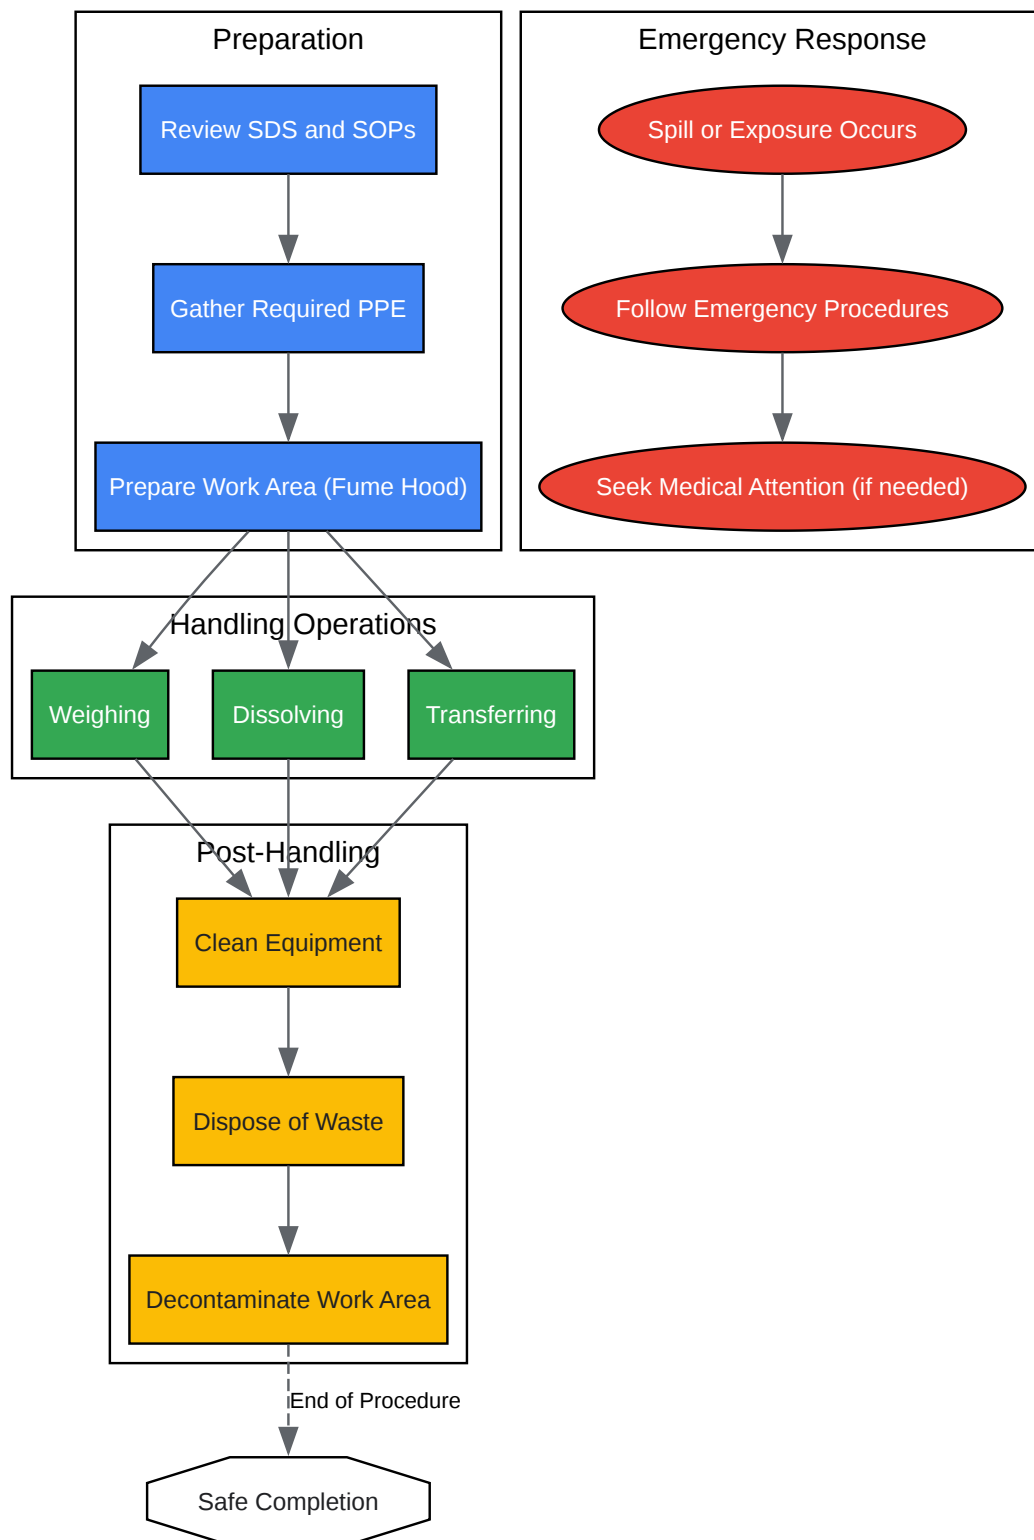 Preparation
Review SDS and SOPs
Gather Required PPE
Prepare Work Area (Fume Hood)
Emergency Response
Spill or Exposure Occurs
Follow Emergency Procedures
Seek Medical Attention (if needed)
Handling Operations
Weighing
Dissolving
Transferring
Post-Handling
Clean Equipment
Dispose of Waste
Decontaminate Work Area
End of Procedure
Safe Completion